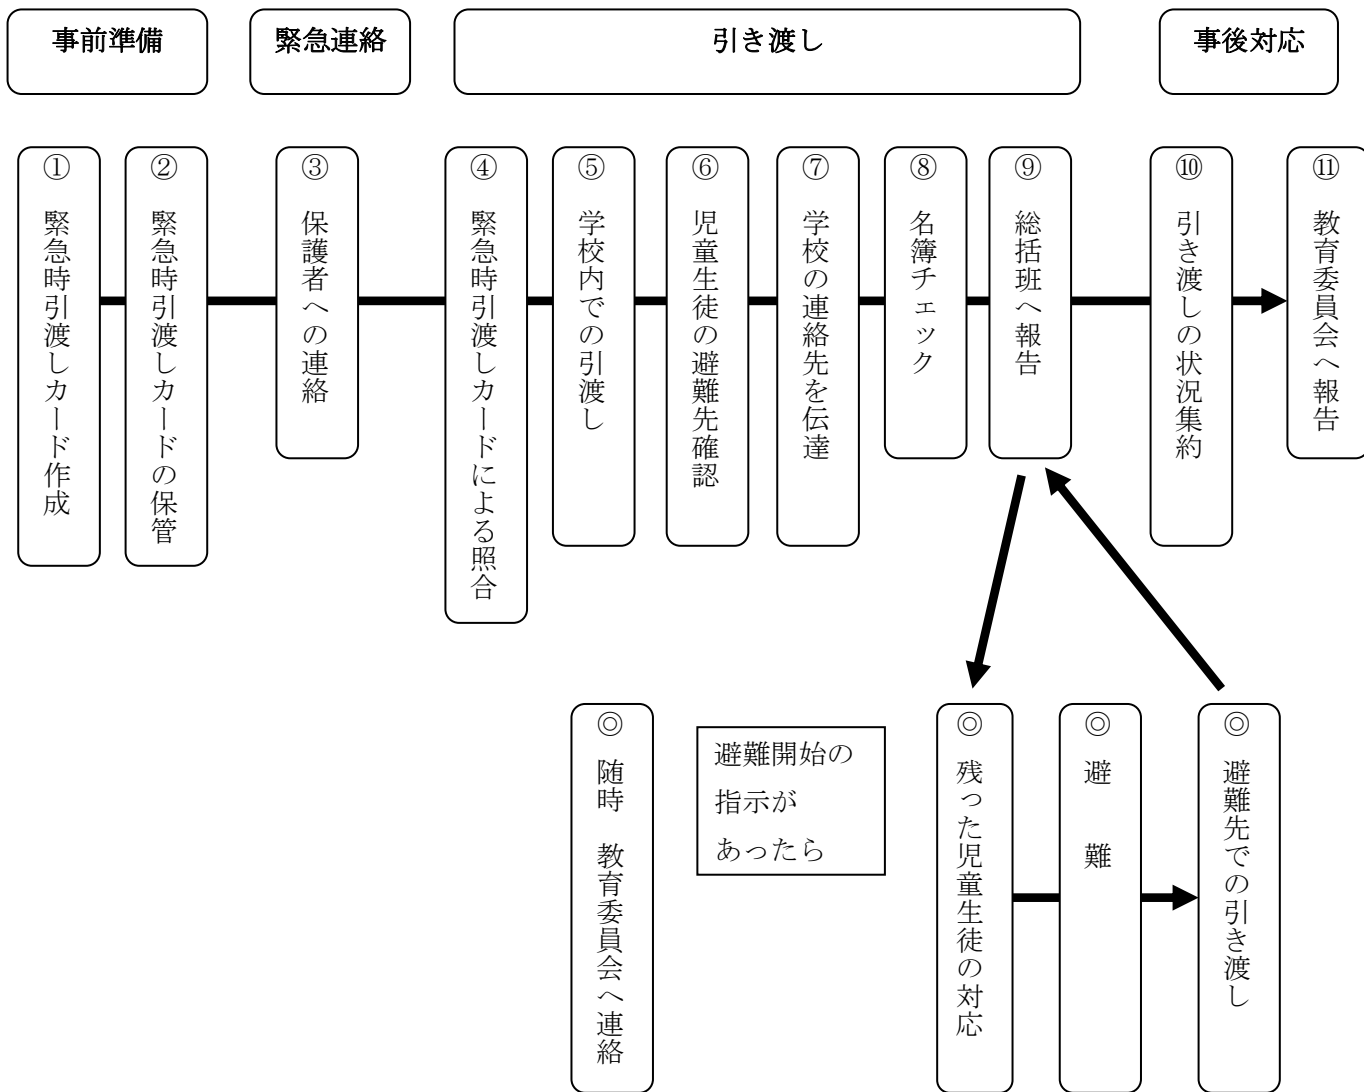 事前準備
緊急連絡
引き渡し
事後対応
① 緊急時引渡しカード作成
② 緊急時引渡しカードの保管
③ 保護者への連絡
④ 緊急時引渡しカードによる照合
⑤ 学校内での引渡し
⑥ 児童生徒の避難先確認
⑦ 学校の連絡先を伝達
⑧ 名簿チェック
⑨ 総括班へ報告
⑩ 引き渡しの状況集約
⑪ 教育委員会へ報告
◎ 随時 教育委員会へ連絡
避難開始の
指示が
あったら
◎ 残った児童生徒の対応
◎ 避 難
◎ 避難先での引き渡し